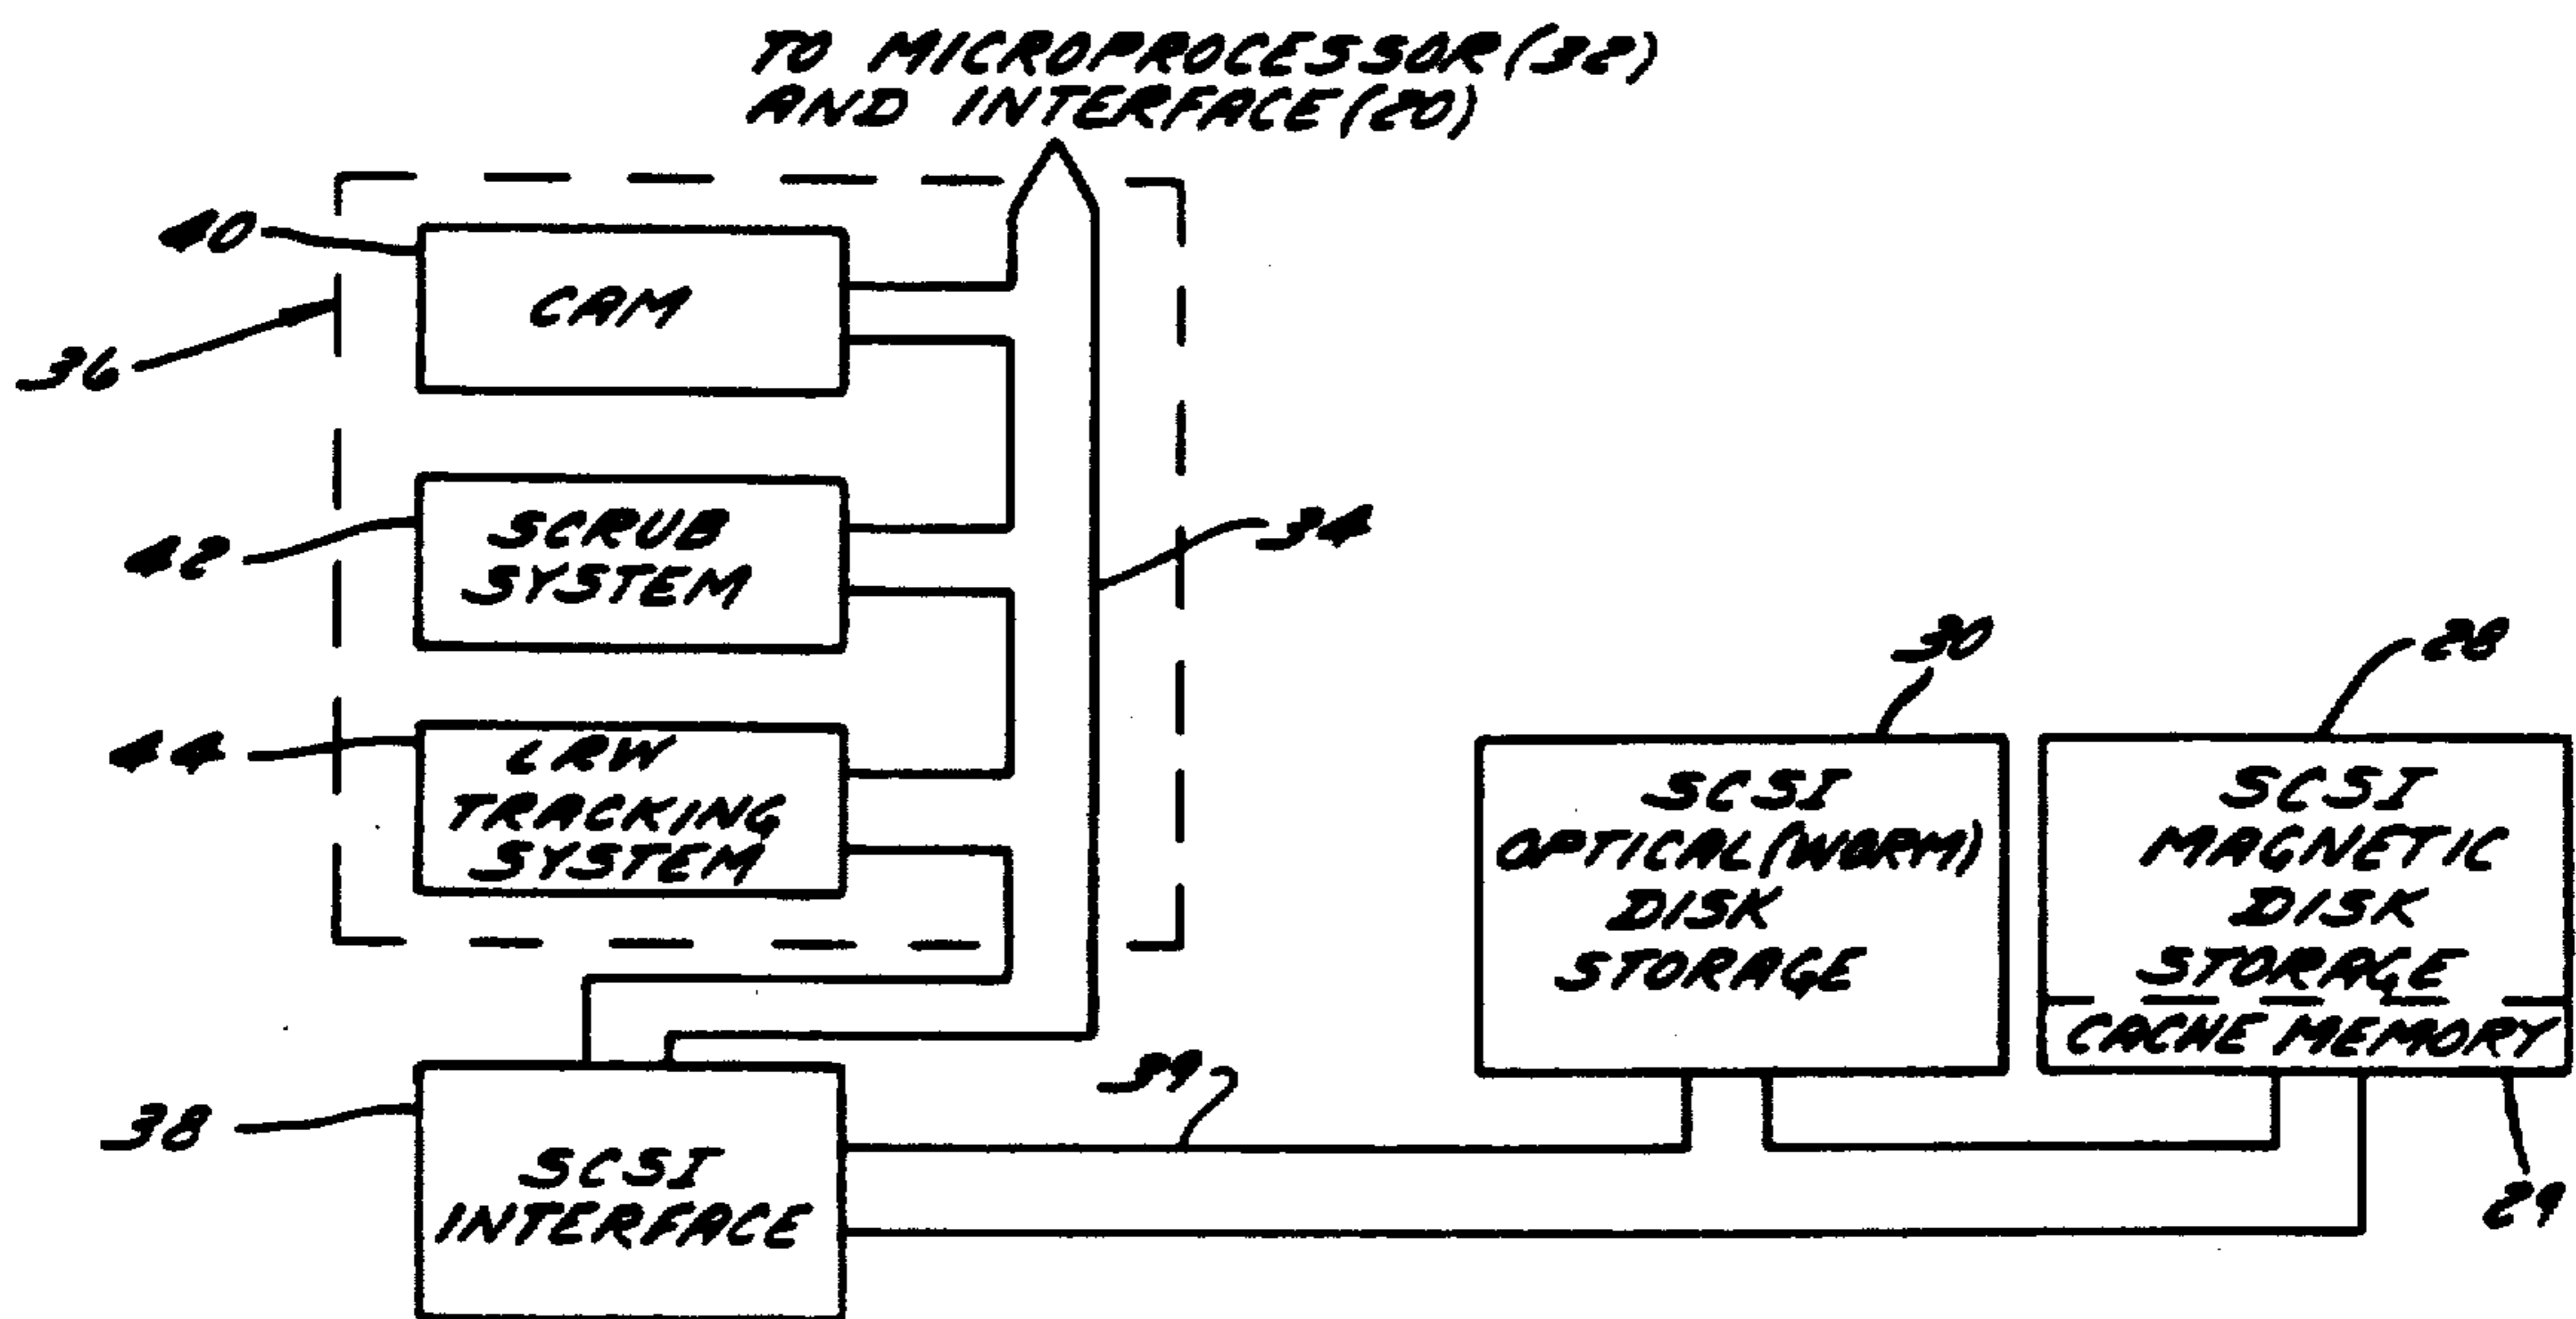 TO MICROPROCESSOR (32)
AND INTERFACE (20)
40
CAM
36
42
SCRUB
SYSTEM
34
44
LRW
TRACKING
SYSTEM
30
28
SCSI
OPTICAL (WORM)
DISK
STORAGE
SCSI
MAGNETIC
DISK
STORAGE
CACHE MEMORY
38
SCSI
INTERFACE
39
29